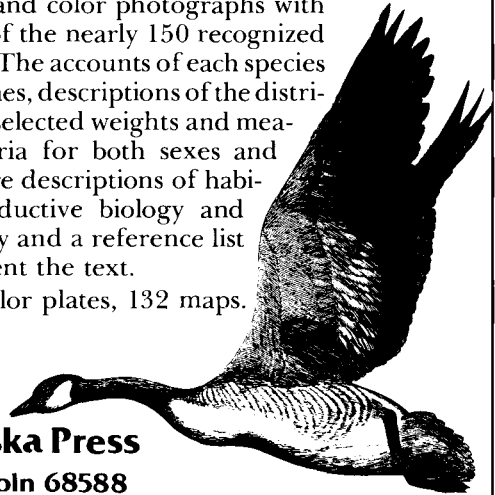 and color photographs with
of the nearly 150 recognized
The accounts of each species
nes, descriptions of the distri-
selected weights and mea-
ria for both sexes and
re descriptions of habi-
ductive biology and
y and a reference list
ent the text.
lor plates, 132 maps.
ska Press
oln 68588